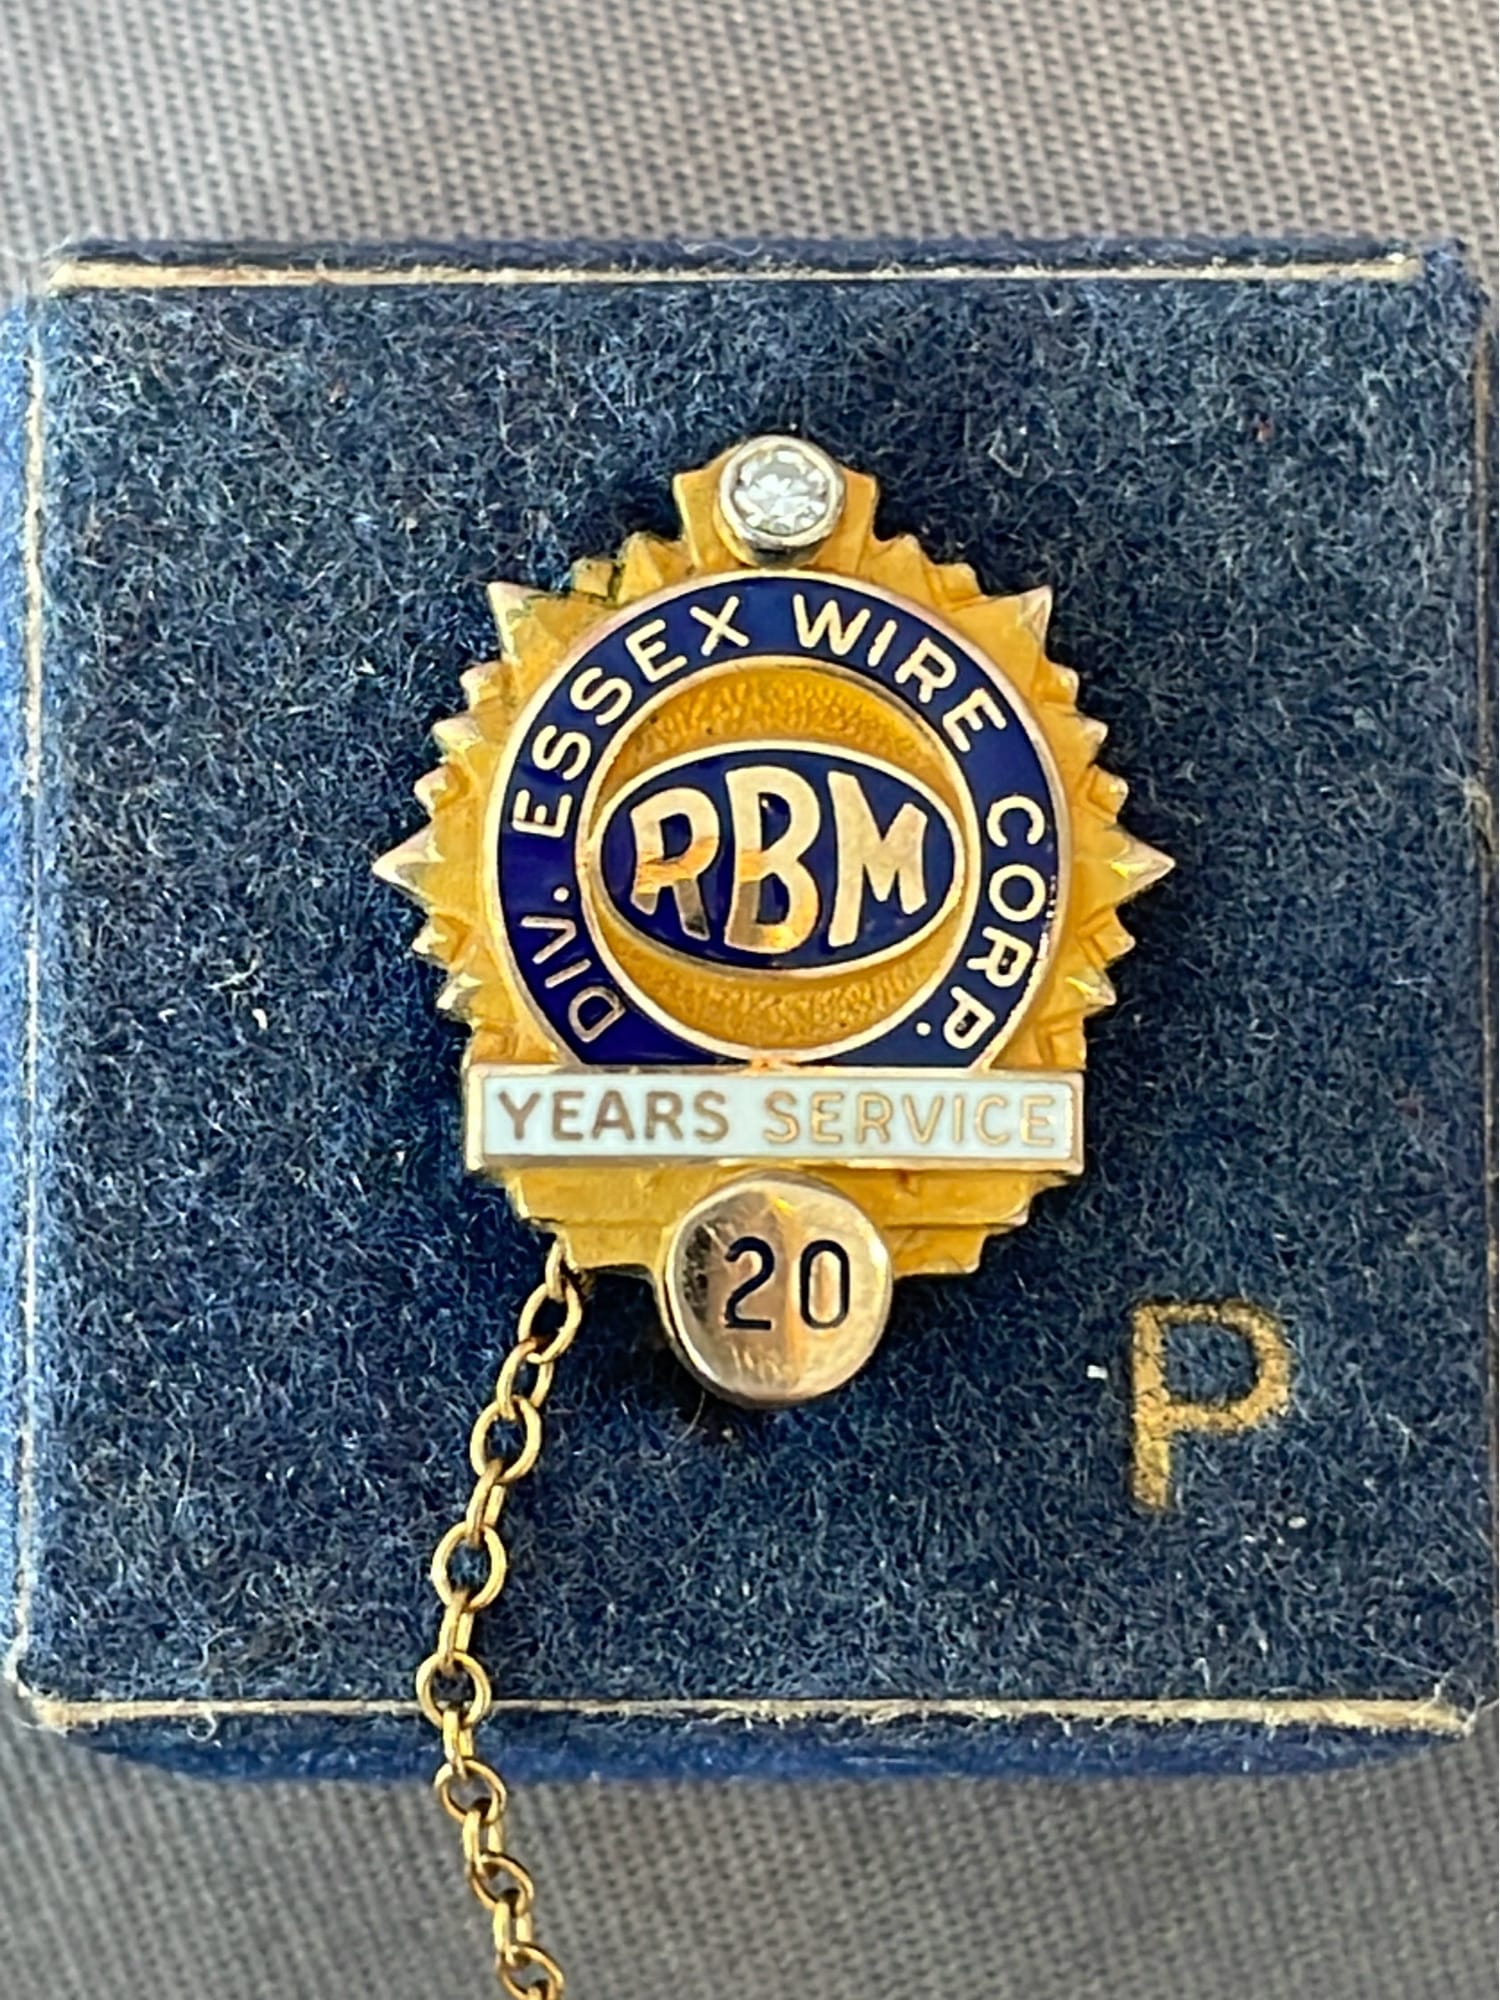 DIV. ESSEX WIRE CORP.
RBM
YEARS SERVICE
20
P